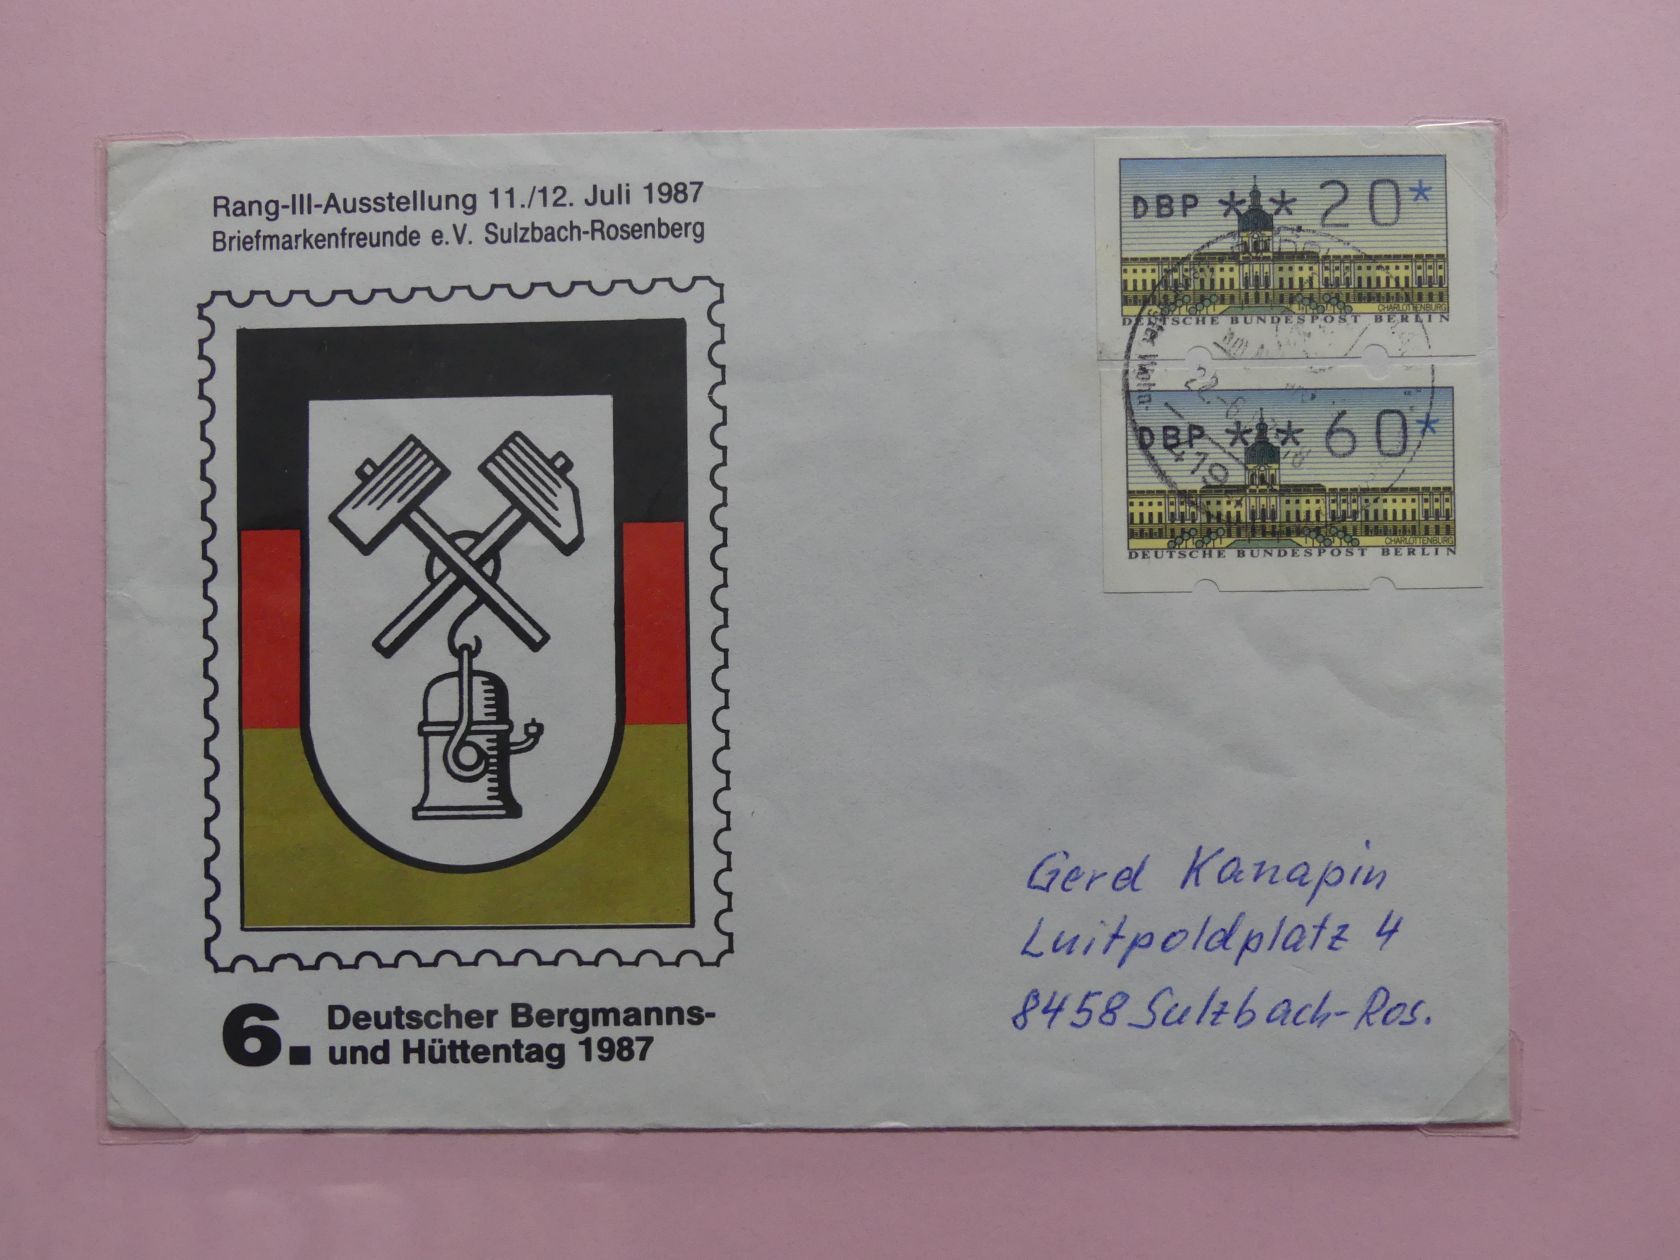 Rang-III-Ausstellung 11./12. Juli 1987
Briefmarkenfreunde e.V. Sulzbach-Rosenberg
6. Deutscher Bergmanns-
und Hüttentag 1987
DBP *** 20*
CHARLOTTENBURG
DEUTSCHE BUNDESPOST BERLIN
DBP *** 60*
CHARLOTTENBURG
DEUTSCHE BUNDESPOST BERLIN
Gerd Kanapin
Luitpoldplatz 4
8458 Sulzbach-Ros.